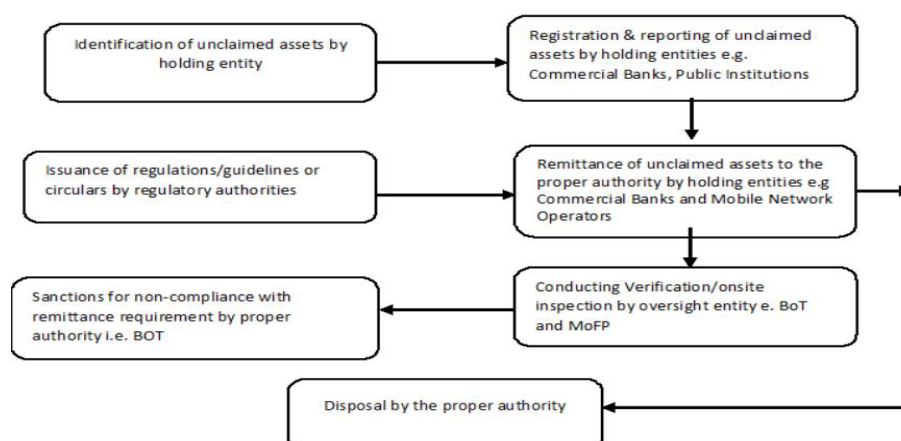 Identification of unclaimed assets by
holding entity
Registration & reporting of unclaimed
assets by holding entities e.g.
Commercial Banks, Public Institutions
Issuance of regulations/guidelines or
circulars by regulatory authorities
Remittance of unclaimed assets to the
proper authority by holding entities e.g
Commercial Banks and Mobile Network
Operators
Sanctions for non-compliance with
remittance requirement by proper
authority i.e. BOT
Conducting Verification/onsite
inspection by oversight entity e. BoT
and MoFP
Disposal by the proper authority